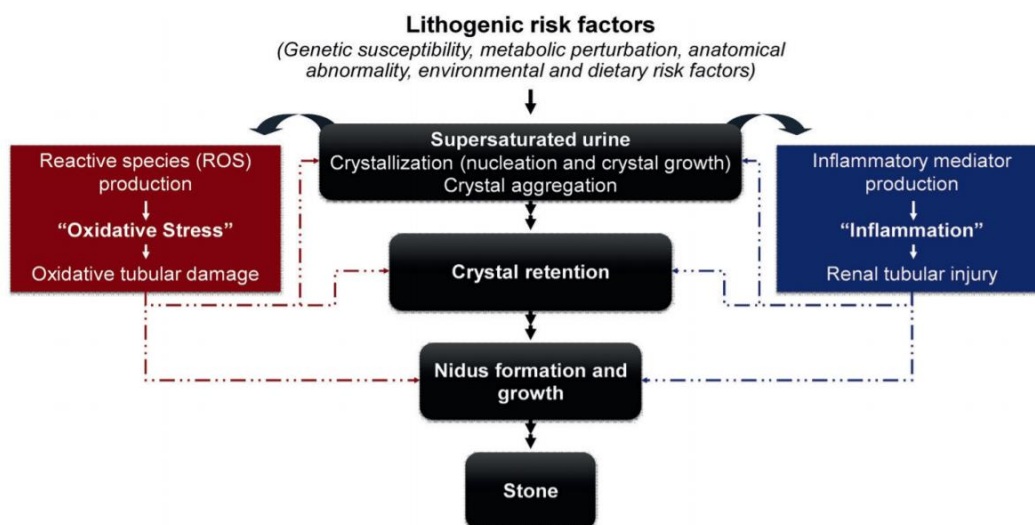 Lithogenic risk factors
(Genetic susceptibility, metabolic perturbation, anatomical
abnormality, environmental and dietary risk factors)
Supersaturated urine
Crystallization (nucleation and crystal growth)
Crystal aggregation
Reactive species (ROS)
production
“Oxidative Stress”
Oxidative tubular damage
Inflammatory mediator
production
“Inflammation”
Renal tubular injury
Crystal retention
Nidus formation and
growth
Stone